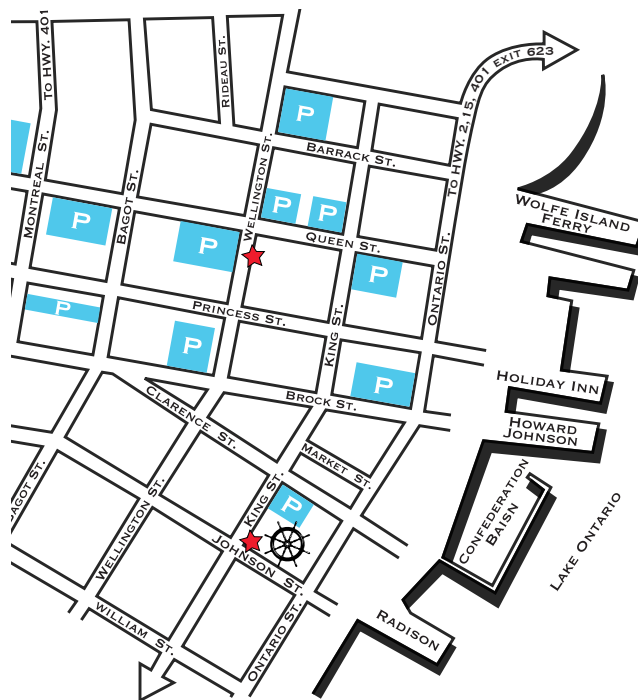 TO HWY. 401
RIDEAU ST.
TO HWY. 2, 15, 401 EXIT 623
P
BARRACK ST.
MONTREAL ST.
BAGOT ST.
WELLINGTON ST.
P
P
P
P
QUEEN ST.
P
ONTARIO ST.
WOLFE ISLAND
FERRY
P
PRINCESS ST.
KING ST.
P
P
BROCK ST.
HOLIDAY INN
HOWARD
JOHNSON
CLARENCE ST.
MARKET ST.
BAGOT ST.
WELLINGTON ST.
KING ST.
P
JOHNSON ST.
CONFEDERATION
BAISN
LAKE ONTARIO
WILLIAM ST.
ONTARIO ST.
RADISON